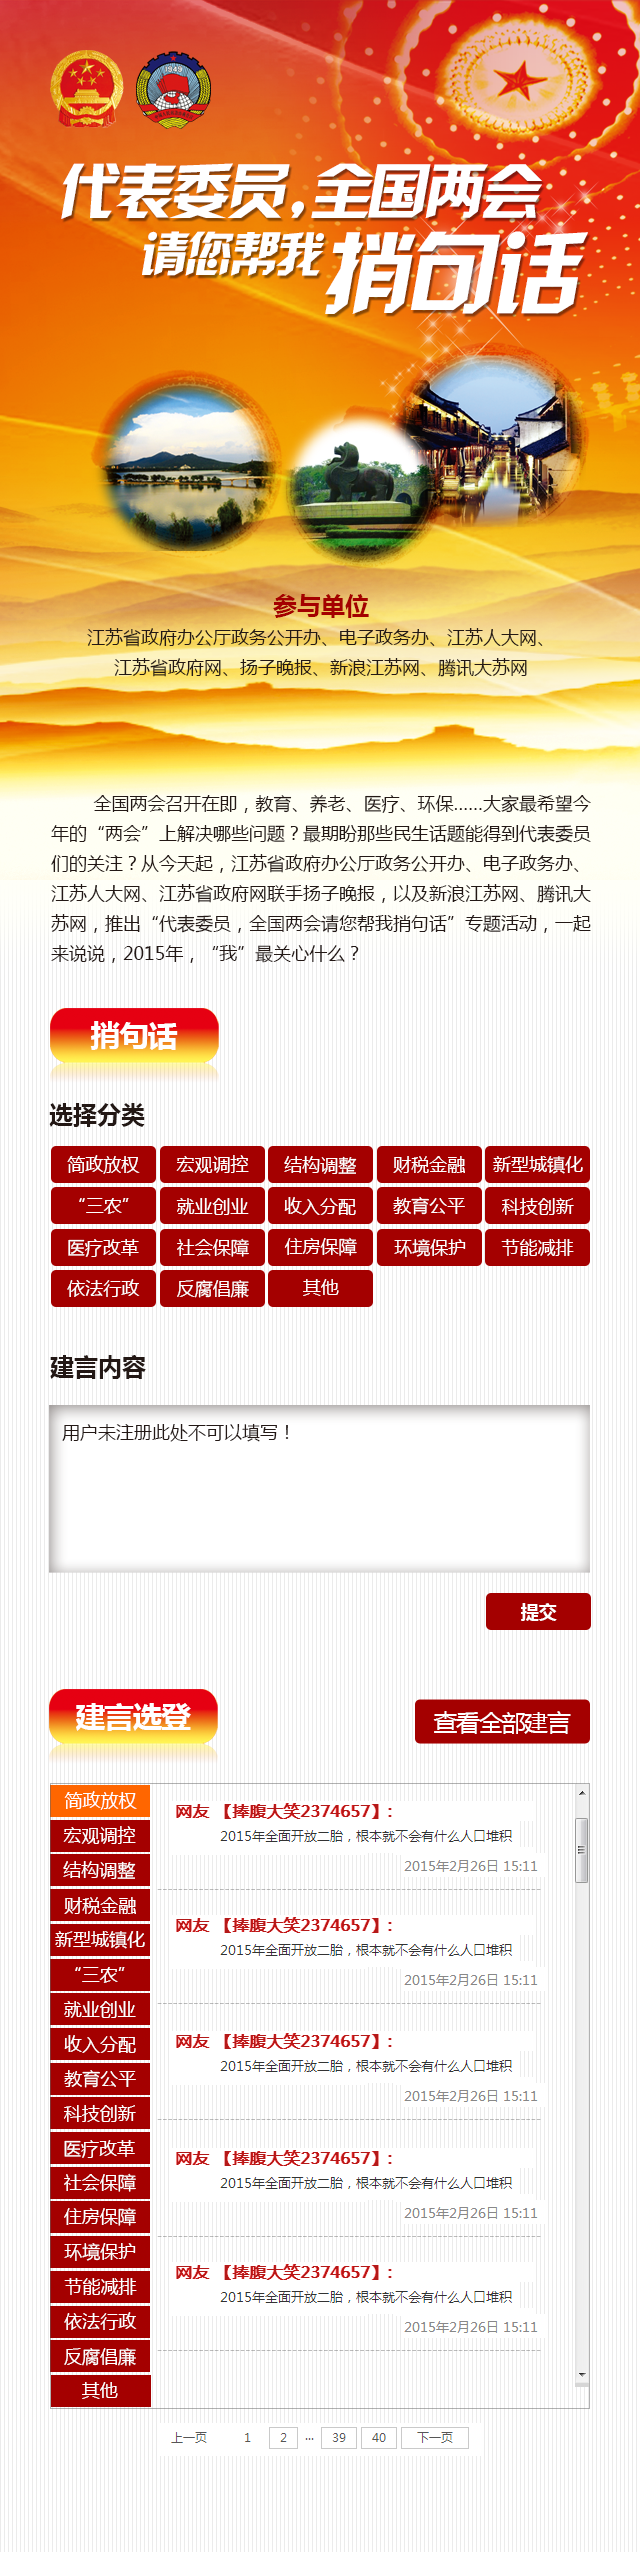 1949
代表委员,全国两会
请您帮我捎句话
参与单位
江苏省政府办公厅政务公开办、电子政务办、江苏人大网、
江苏省政府网、扬子晚报、新浪江苏网、腾讯大苏网
全国两会召开在即，教育、养老、医疗、环保......大家最希望今
年的“两会”上解决哪些问题？最期盼那些民生话题能得到代表委员
们的关注？从今天起，江苏省政府办公厅政务公开办、电子政务办、
江苏人大网、江苏省政府网联手扬子晚报，以及新浪江苏网、腾讯大
苏网，推出“代表委员，全国两会请您帮我捎句话”专题活动，一起
来说说，2015年，“我”最关心什么？
捎句话
选择分类
简政放权 宏观调控 结构调整 财税金融 新型城镇化
“三农” 就业创业 收入分配 教育公平 科技创新
医疗改革 社会保障 住房保障 环境保护 节能减排
依法行政 反腐倡廉 其他
建言内容
用户未注册此处不可以填写！
提交
建言选登
查看全部建言
简政放权
宏观调控
结构调整
财税金融
新型城镇化
“三农”
就业创业
收入分配
教育公平
科技创新
医疗改革
社会保障
住房保障
环境保护
节能减排
依法行政
反腐倡廉
其他
网友 【捧腹大笑2374657】:
2015年全面开放二胎，根本就不会有什么人口堆积
2015年2月26日 15:11
网友 【捧腹大笑2374657】:
2015年全面开放二胎，根本就不会有什么人口堆积
2015年2月26日 15:11
网友 【捧腹大笑2374657】:
2015年全面开放二胎，根本就不会有什么人口堆积
2015年2月26日 15:11
网友 【捧腹大笑2374657】:
2015年全面开放二胎，根本就不会有什么人口堆积
2015年2月26日 15:11
网友 【捧腹大笑2374657】:
2015年全面开放二胎，根本就不会有什么人口堆积
2015年2月26日 15:11
上一页 1 2 ... 39 40 下一页